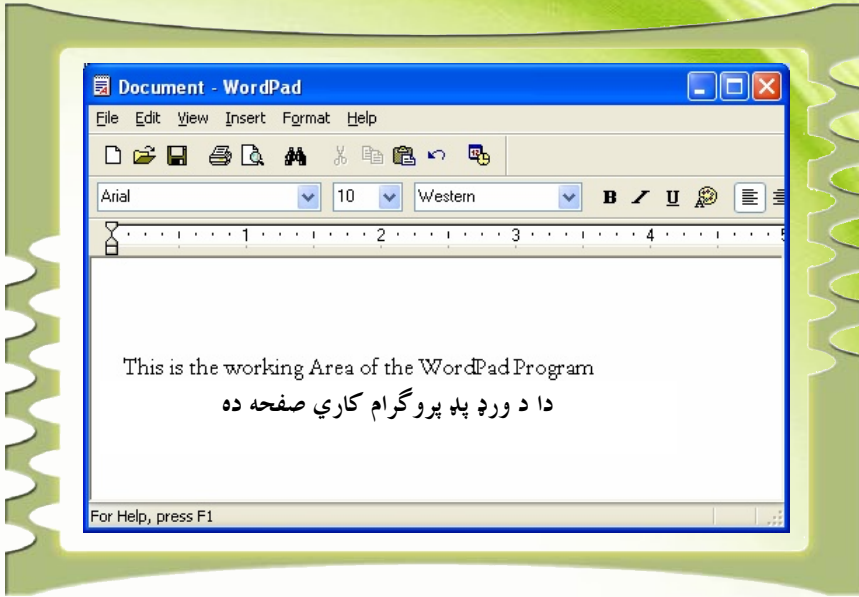 Document - WordPad
File Edit View Insert Format Help
Arial 10 Western B I U
1 2 3 4 5
This is the working Area of the WordPad Program
دا د ورډ پډ پروګرام کاري صفحه ده
For Help, press F1